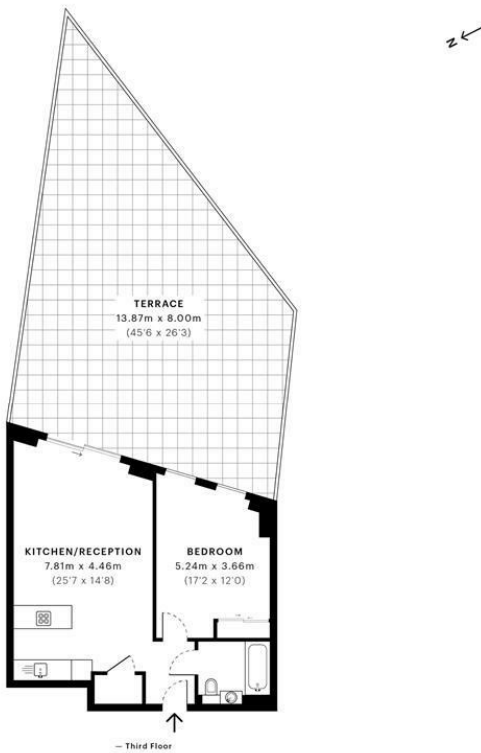 N
TERRACE
13.87m x 8.00m
(45'6 x 26'3)
KITCHEN/RECEPTION
7.81m x 4.46m
(25'7 x 14'8)
BEDROOM
5.24m x 3.66m
(17'2 x 12'0)
— Third Floor